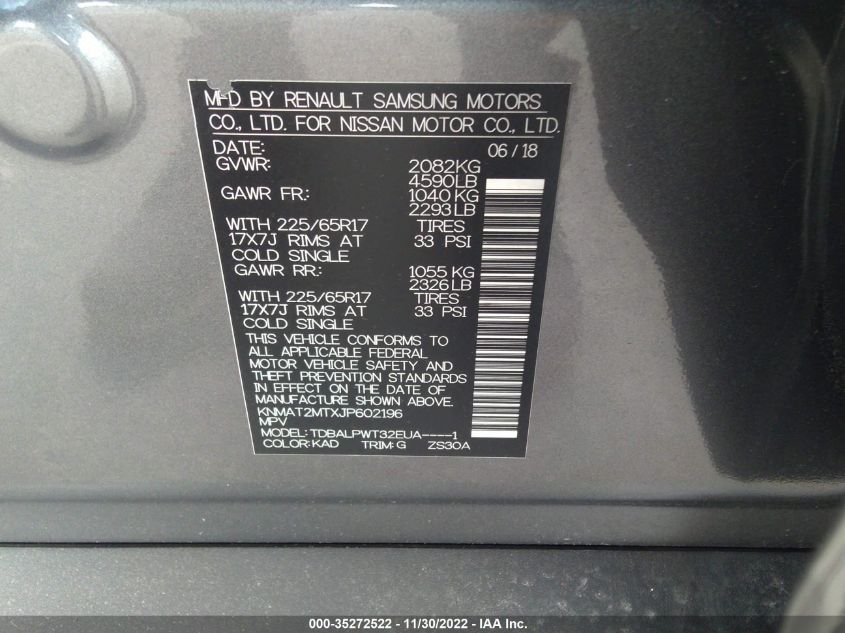 MFD BY RENAULT SAMSUNG MOTORS
CO., LTD. FOR NISSAN MOTOR CO., LTD.
DATE: 06/18
GVWR: 2082KG
4590LB
GAWR FR.: 1040 KG
2293LB
WITH 225/65R17 TIRES
17X7J RIMS AT 33 PSI
COLD SINGLE
GAWR RR.: 1055 KG
2326LB
WITH 225/65R17 TIRES
17X7J RIMS AT 33 PSI
COLD SINGLE
THIS VEHICLE CONFORMS TO
ALL APPLICABLE FEDERAL
MOTOR VEHICLE SAFETY AND
THEFT PREVENTION STANDARDS
IN EFFECT ON THE DATE OF
MANUFACTURE SHOWN ABOVE.
KNMAT2MTXJP602196
MPV
MODEL: TDBALPWT32EUA----1
COLOR: KAD TRIM: G ZS30A
000-35272522 - 11/30/2022 - IAA Inc.